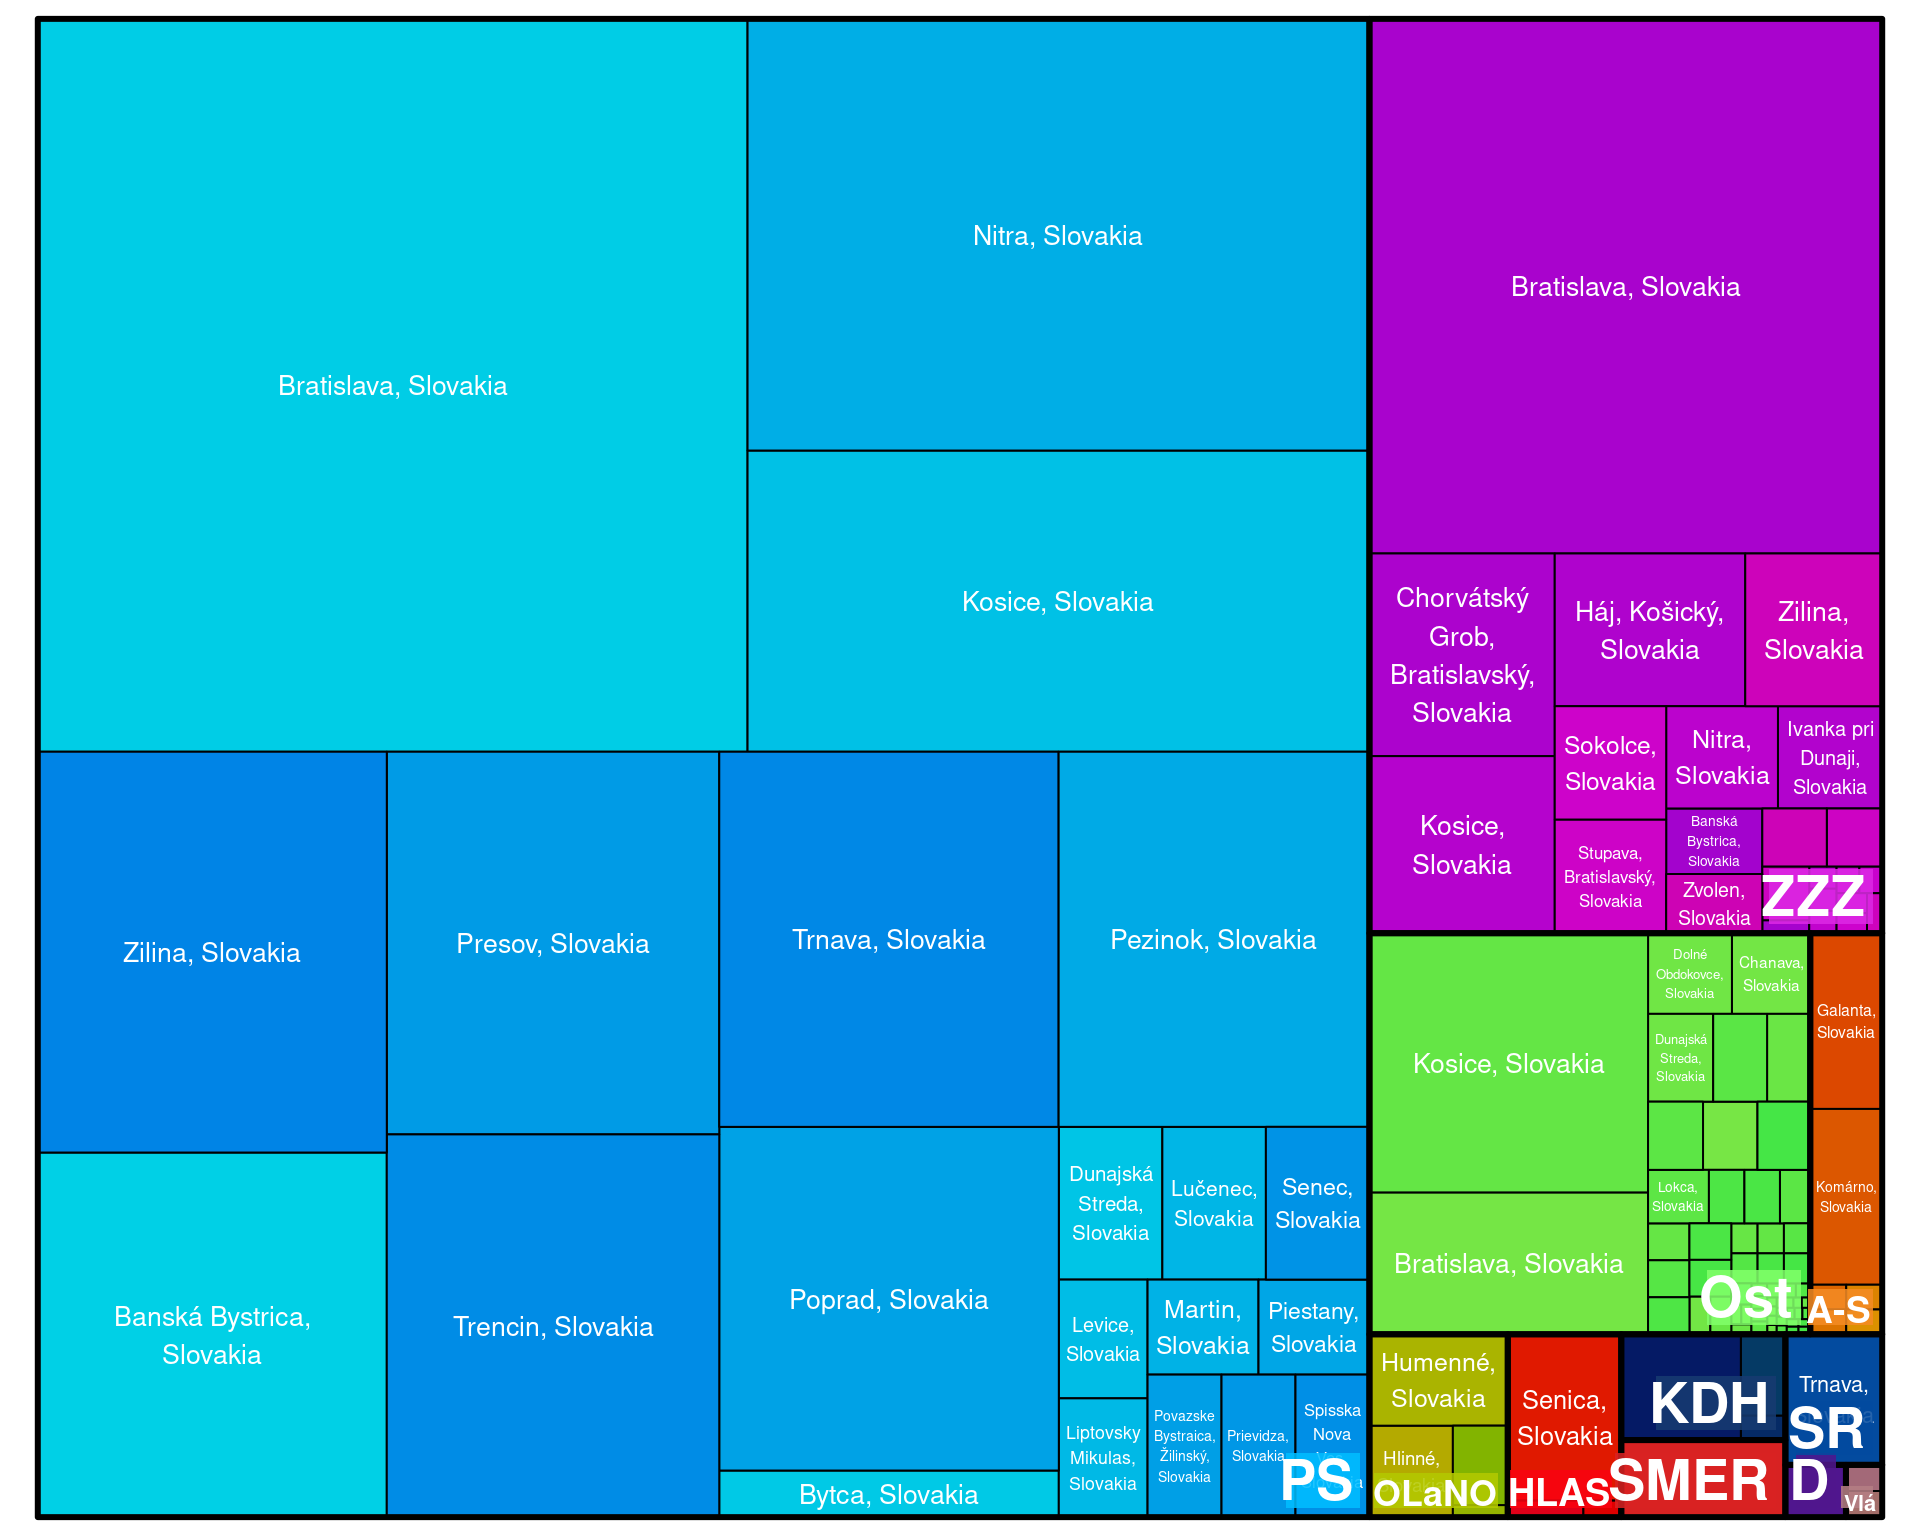 Bratislava, Slovakia
Nitra, Slovakia
Kosice, Slovakia
Zilina, Slovakia
Presov, Slovakia
Trnava, Slovakia
Pezinok, Slovakia
Banská Bystrica,
Slovakia
Trencin, Slovakia
Poprad, Slovakia
Bytca, Slovakia
Dunajská
Streda,
Slovakia
Lučenec,
Slovakia
Senec,
Slovakia
Levice,
Slovakia
Martin,
Slovakia
Piestany,
Slovakia
Liptovsky
Mikulas,
Slovakia
Povazske
Bystraica,
Žilinský,
Slovakia
Prievidza,
Slovakia
Spisska
Nova
PS
Bratislava, Slovakia
Chorvátský
Grob,
Bratislavský,
Slovakia
Háj, Košický,
Slovakia
Zilina,
Slovakia
Kosice,
Slovakia
Sokolce,
Slovakia
Nitra,
Slovakia
Ivanka pri
Dunaji,
Slovakia
Stupava,
Bratislavský,
Slovakia
Banská
Bystrica,
Slovakia
Zvolen,
Slovakia
ZZZ
Kosice, Slovakia
Bratislava, Slovakia
Dolné
Obdokovce,
Slovakia
Chanava,
Slovakia
Dunajská
Streda,
Slovakia
Lokca,
Slovakia
Ost
Galanta,
Slovakia
Komárno,
Slovakia
A-S
Humenné,
Slovakia
Hlinné,
OLaNO
Senica,
Slovakia
HLAS
KDH
SMER
Trnava,
SR
D
Vlá